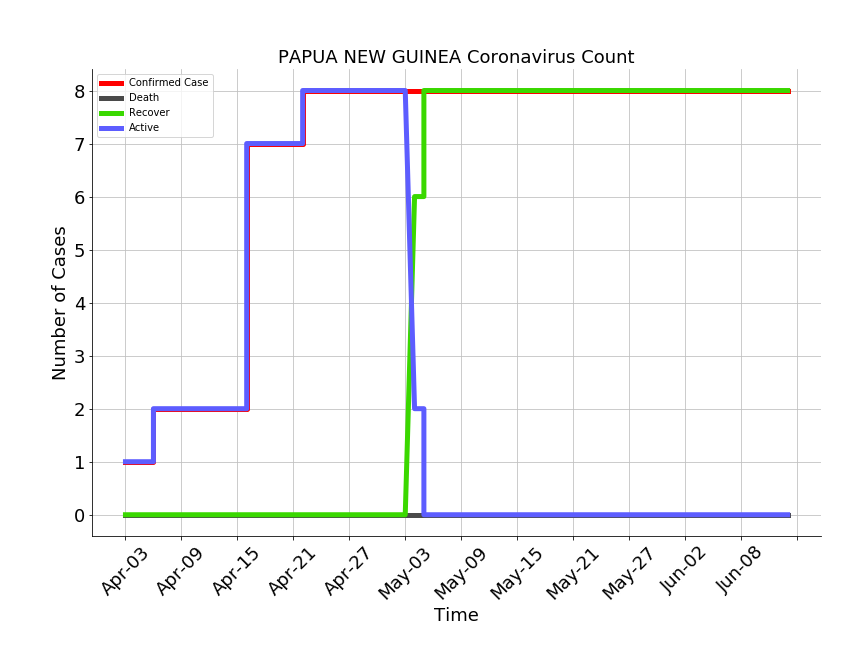 PAPUA NEW GUINEA Coronavirus Count
Confirmed Case
Death
Recover
Active
8
7
6
5
4
3
2
1
0
Number of Cases
Apr-03
Apr-09
Apr-15
Apr-21
Apr-27
May-03
May-09
May-15
May-21
May-27
Jun-02
Jun-08
Time